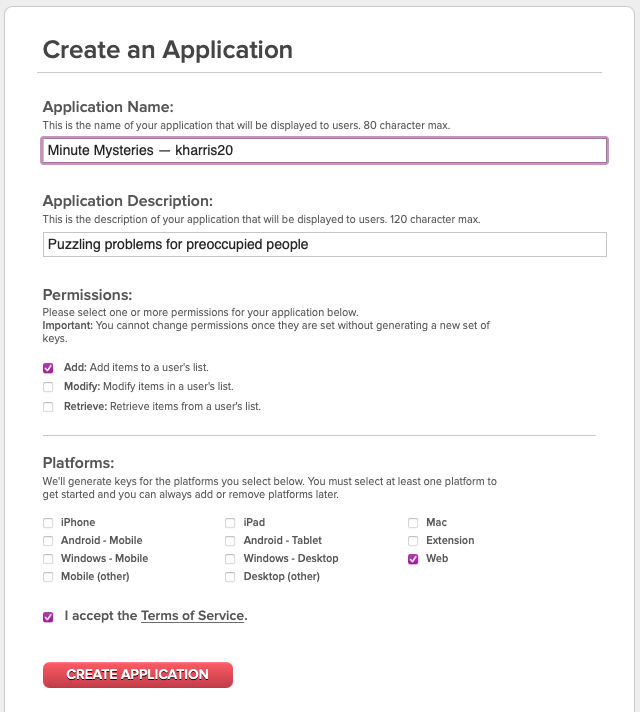 Create an Application
Application Name:
This is the name of your application that will be displayed to users. 80 character max.
Minute Mysteries — kharris20
Application Description:
This is the description of your application that will be displayed to users. 120 character max.
Puzzling problems for preoccupied people
Permissions:
Please select one or more permissions for your application below.
Important: You cannot change permissions once they are set without generating a new set of
keys.
Add: Add items to a user's list.
Modify: Modify items in a user's list.
Retrieve: Retrieve items from a user's list.
Platforms:
We'll generate keys for the platforms you select below. You must select at least one platform to
get started and you can always add or remove platforms later.
iPhone iPad Mac
Android - Mobile Android - Tablet Extension
Windows - Mobile Windows - Desktop Web
Mobile (other) Desktop (other)
I accept the Terms of Service.
CREATE APPLICATION